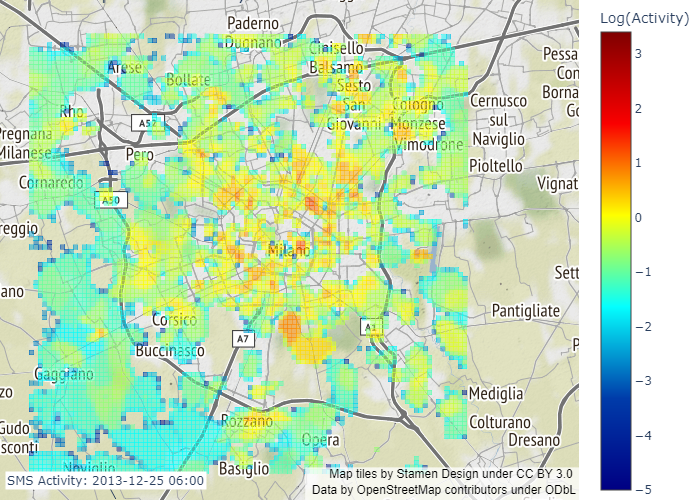 Log(Activity)
Paderno
Dugnano
Cinisello
Balsamo
Arese
Bollate
Sesto
San
Giovanni
Cologno
Monzese
Vimodrone
Cernusco
sul
Naviglio
Pioltello
Vignat
Pessa
Con
Borna
Go
Rho
A52
Pregnana
Milanese
Pero
Cornaredo
A50
reggio
Milano
Sett
ano
Corsico
A7
A1
Pantigliate
P
Buccinasco
Gaggiano
zo
Mediglia
Rozzano
Colturano
Gudo
sconti
Opera
Dresano
Noviglio
Basiglio
3
2
1
0
−1
−2
−3
−4
−5
SMS Activity: 2013-12-25 06:00
Map tiles by Stamen Design under CC BY 3.0
Data by OpenStreetMap contributors under ODbL